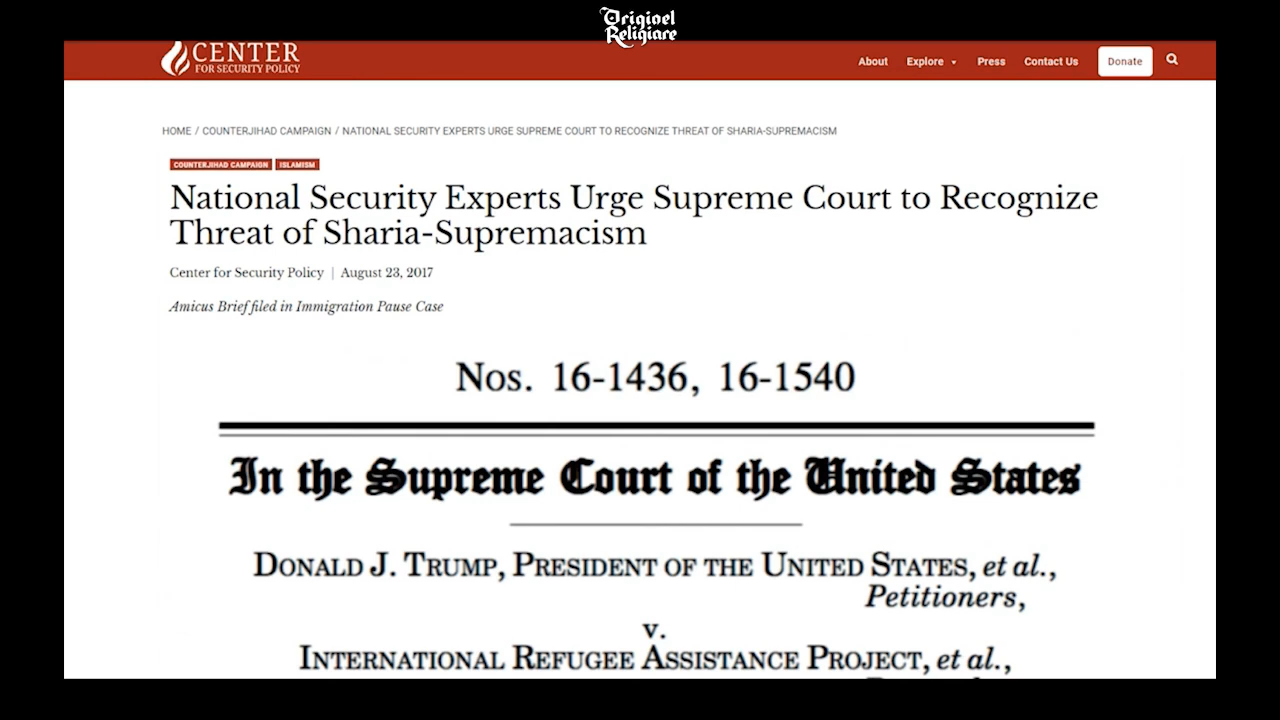 Origioel
Religiare
CENTER
FOR SECURITY POLICY
About Explore Press Contact Us Donate
HOME / COUNTERJIHAD CAMPAIGN / NATIONAL SECURITY EXPERTS URGE SUPREME COURT TO RECOGNIZE THREAT OF SHARIA-SUPREMACISM
COUNTERJIHAD CAMPAIGN ISLAMISM
National Security Experts Urge Supreme Court to Recognize
Threat of Sharia-Supremacism
Center for Security Policy | August 23, 2017
Amicus Brief filed in Immigration Pause Case
Nos. 16-1436, 16-1540
In the Supreme Court of the United States
DONALD J. TRUMP, PRESIDENT OF THE UNITED STATES, et al.,
Petitioners,
v.
INTERNATIONAL REFUGEE ASSISTANCE PROJECT, et al.,